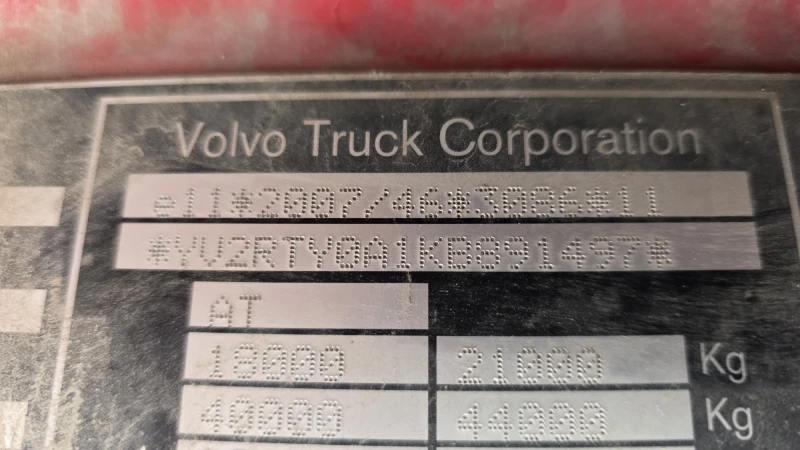 Volvo Truck Corporation
e11*2007/46*3086*11
*YV2RTY0A1KB891497*
AT
18000 21000 Kg
40000 44000 Kg